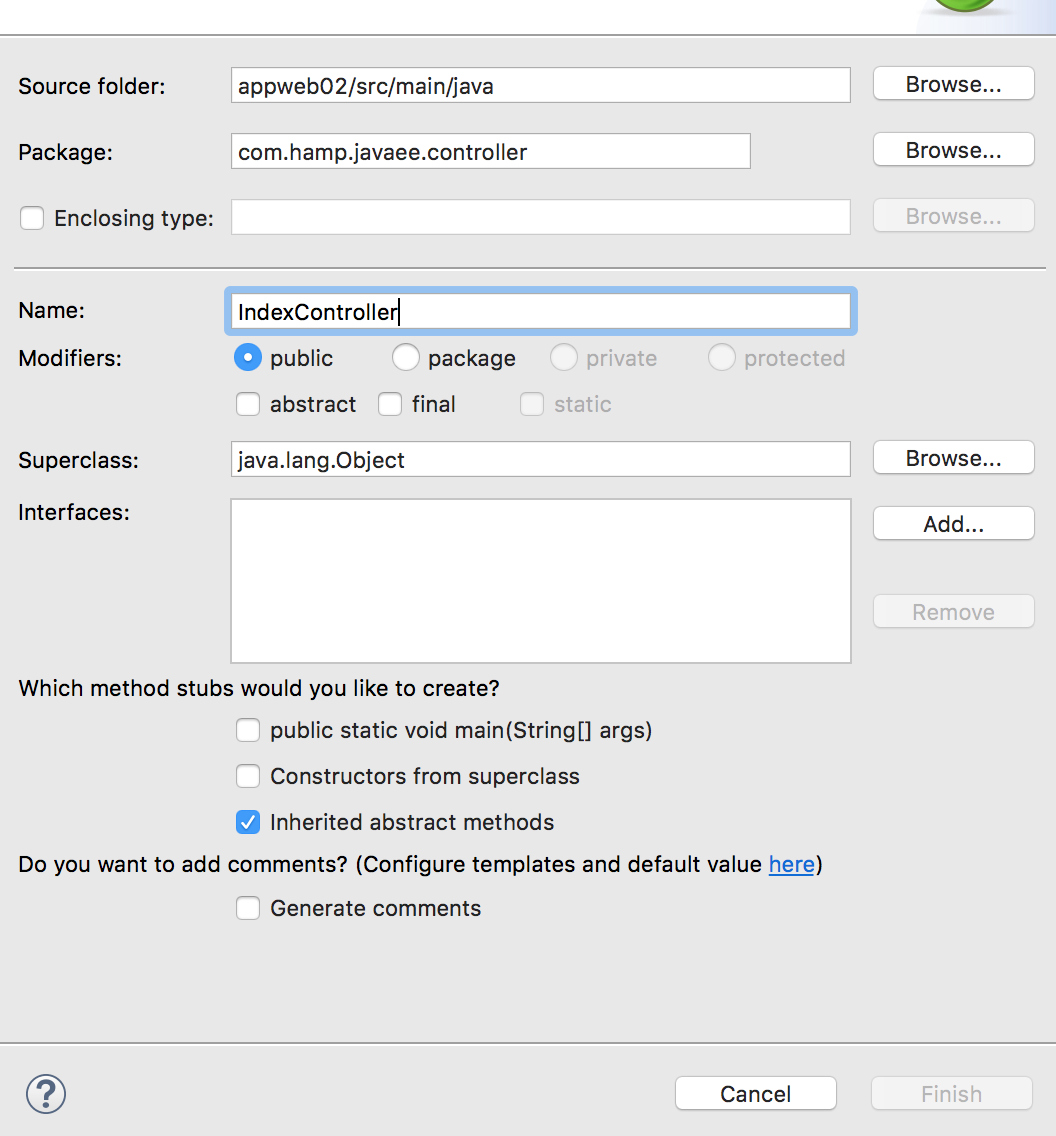 Source folder: appweb02/src/main/java Browse...
Package: com.hamp.javaee.controller Browse...
Enclosing type: Browse...
Name: IndexController
Modifiers: public package private protected
abstract final static
Superclass: java.lang.Object Browse...
Interfaces: Add...
Remove
Which method stubs would you like to create?
public static void main(String[] args)
Constructors from superclass
Inherited abstract methods
Do you want to add comments? (Configure templates and default value here)
Generate comments
? Cancel Finish